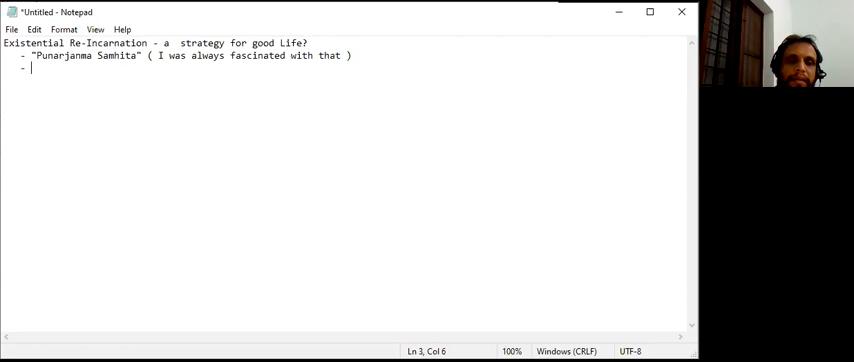 *Untitled - Notepad
File Edit Format View Help
Existential Re-Incarnation - a  strategy for good Life?
- "Punarjanma Samhita" ( I was always fascinated with that )
-
Ln 3, Col 6 100% Windows (CRLF) UTF-8